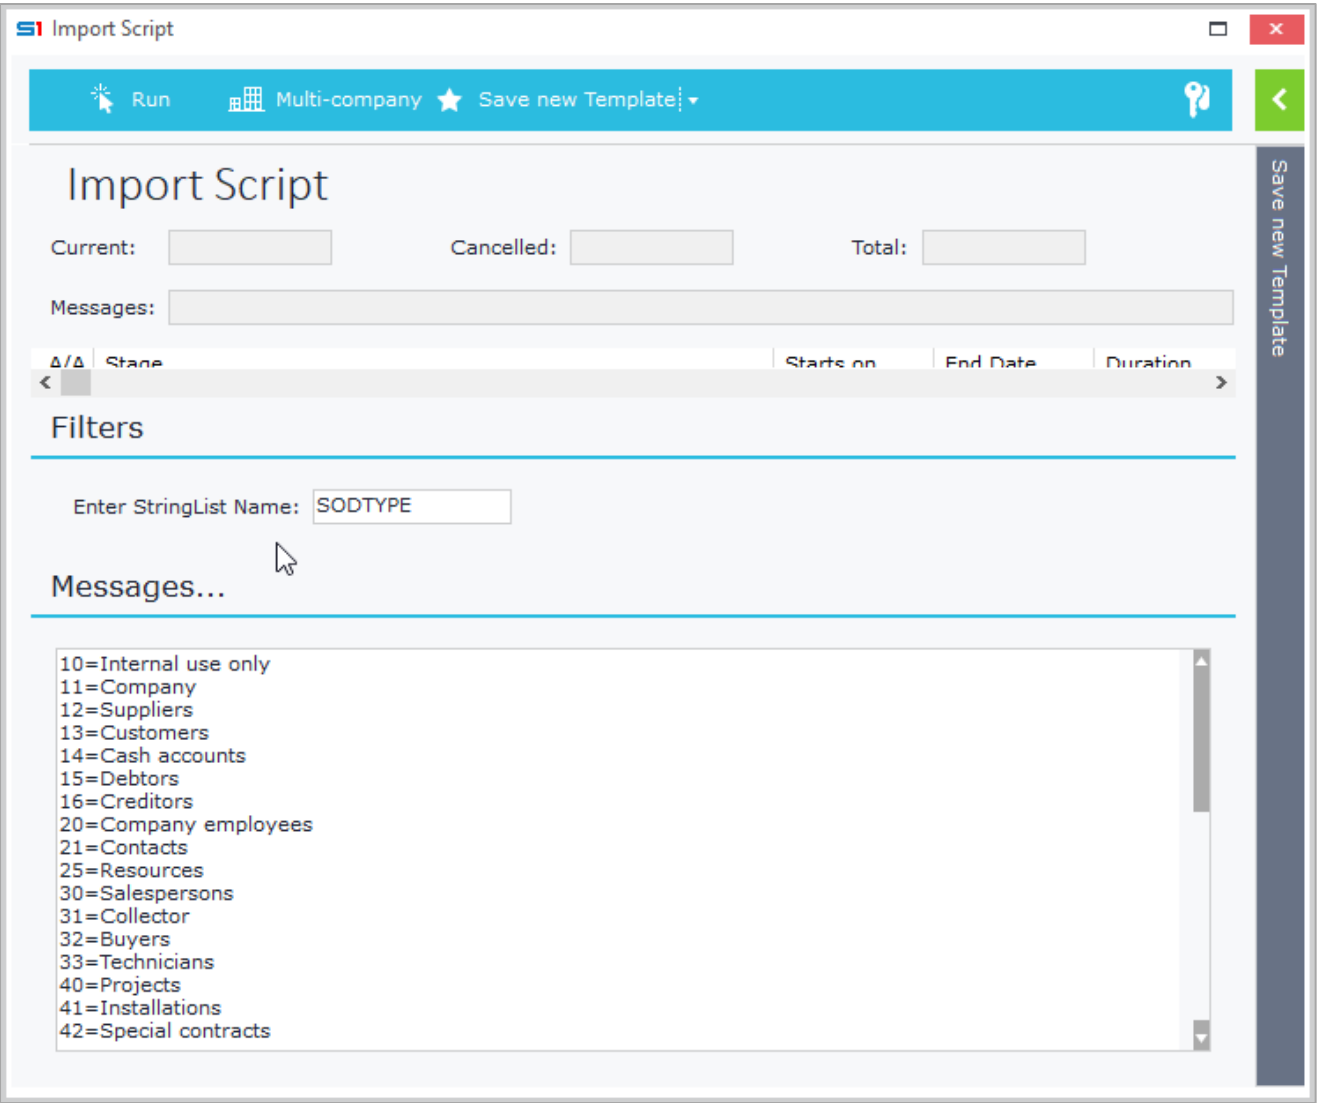 S1 Import Script
Run Multi-company Save new Template
Import Script
Current: Cancelled: Total:
Messages:
A/A Stage Starts on End Date Duration
Filters
Enter StringList Name: SODTYPE
Messages...
10=Internal use only
11=Company
12=Suppliers
13=Customers
14=Cash accounts
15=Debtors
16=Creditors
20=Company employees
21=Contacts
25=Resources
30=Salespersons
31=Collector
32=Buyers
33=Technicians
40=Projects
41=Installations
42=Special contracts
Save new Template